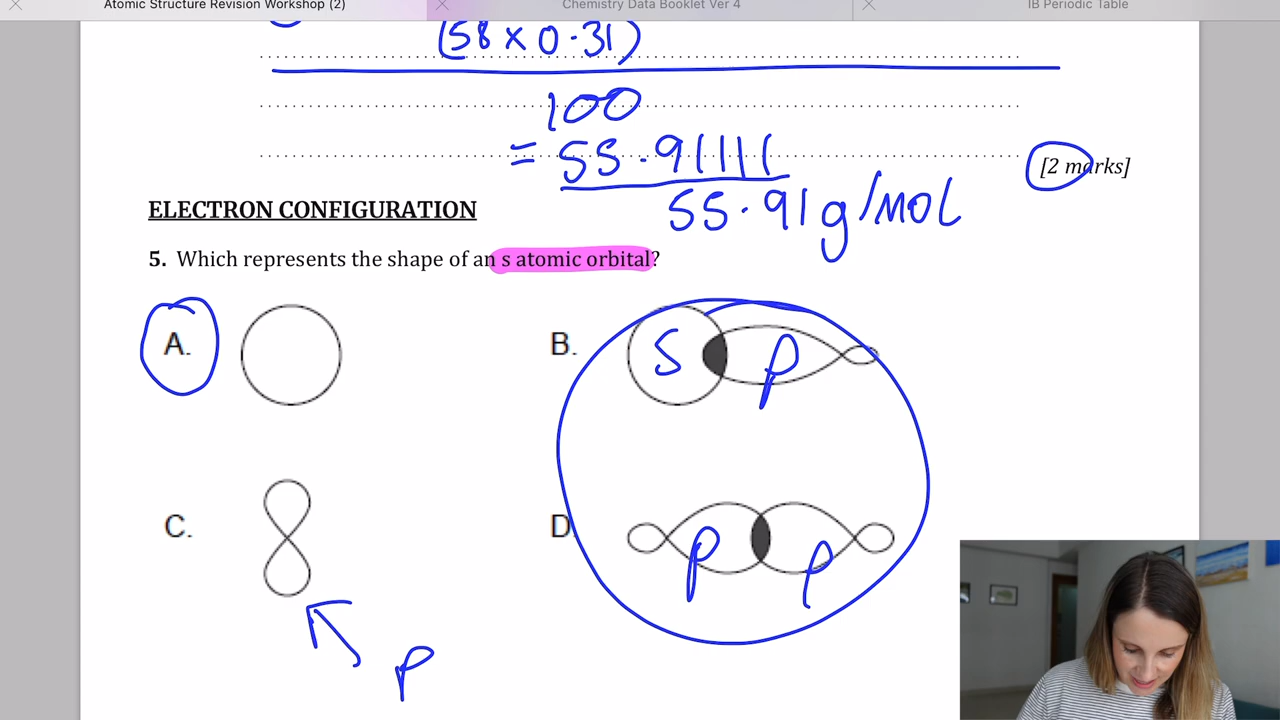 Atomic Structure Revision Workshop (2) Chemistry Data Booklet Ver 4 IB Periodic Table
(58 × 0.31)
100
= 55.91111
[2 marks]
55.91 g/mol
ELECTRON CONFIGURATION
5. Which represents the shape of an s atomic orbital?
A. B. S p
C. D. p p
p